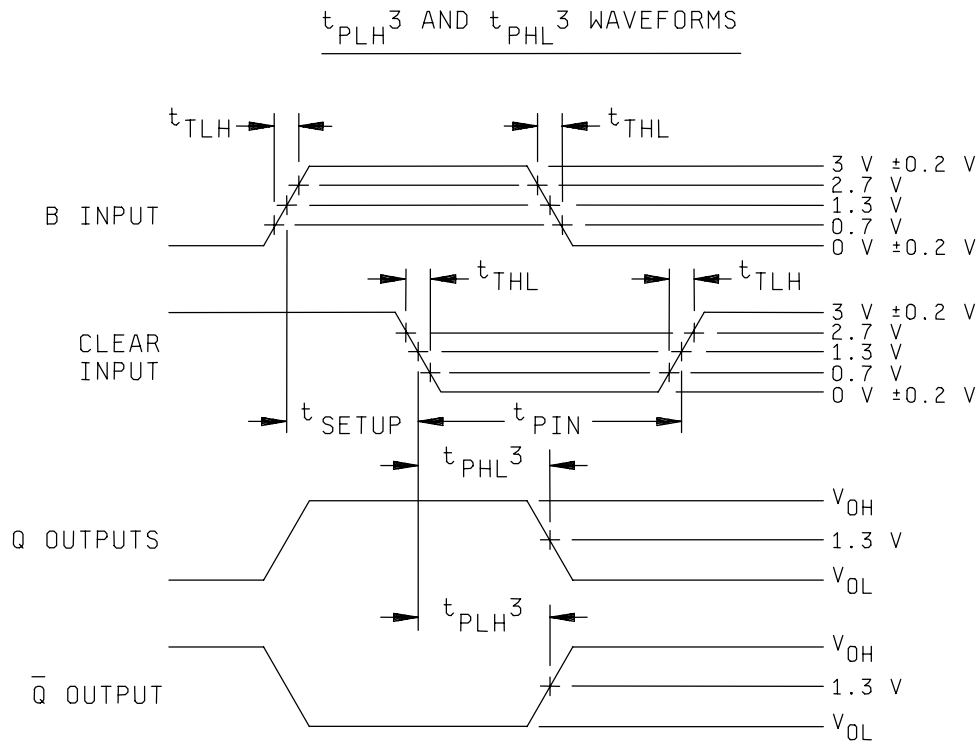 tPLH3 AND tPHL3 WAVEFORMS
tTLH
tTHL
3 V ±0.2 V
2.7 V
1.3 V
0.7 V
0 V ±0.2 V
B INPUT
tTHL
tTLH
3 V ±0.2 V
2.7 V
1.3 V
0.7 V
0 V ±0.2 V
CLEAR
INPUT
tSETUP
tPIN
tPHL3
VOH
1.3 V
VOL
Q OUTPUTS
tPLH3
VOH
1.3 V
VOL
Q̅ OUTPUT